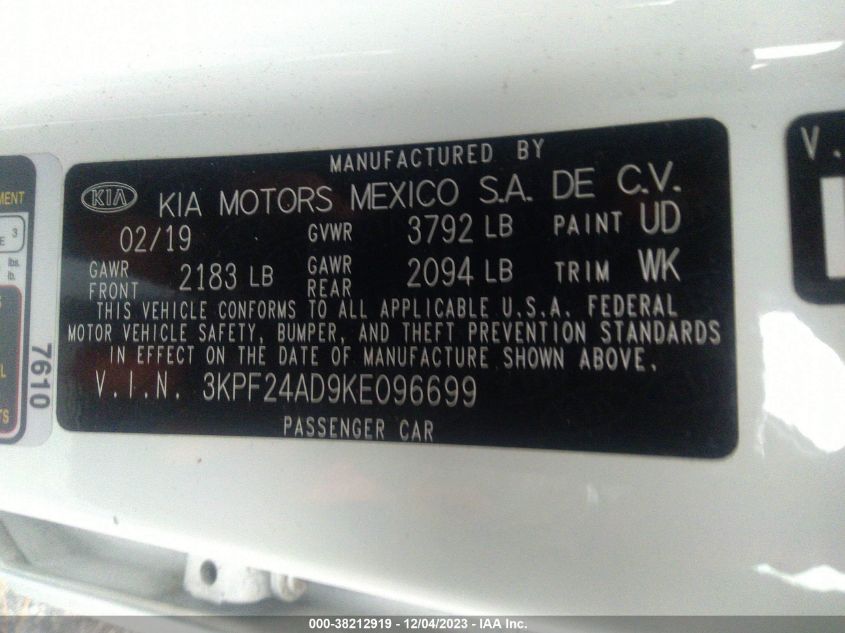 MANUFACTURED BY
KIA KIA MOTORS MEXICO S.A. DE C.V.
02/19 GVWR 3792 LB PAINT UD
GAWR FRONT 2183 LB GAWR REAR 2094 LB TRIM WK
THIS VEHICLE CONFORMS TO ALL APPLICABLE U.S.A. FEDERAL
MOTOR VEHICLE SAFETY, BUMPER, AND THEFT PREVENTION STANDARDS
IN EFFECT ON THE DATE OF MANUFACTURE SHOWN ABOVE.
V.I.N. 3KPF24AD9KE096699
PASSENGER CAR
7610
3
lbs.
lb.
V.
000-38212919 - 12/04/2023 - IAA Inc.